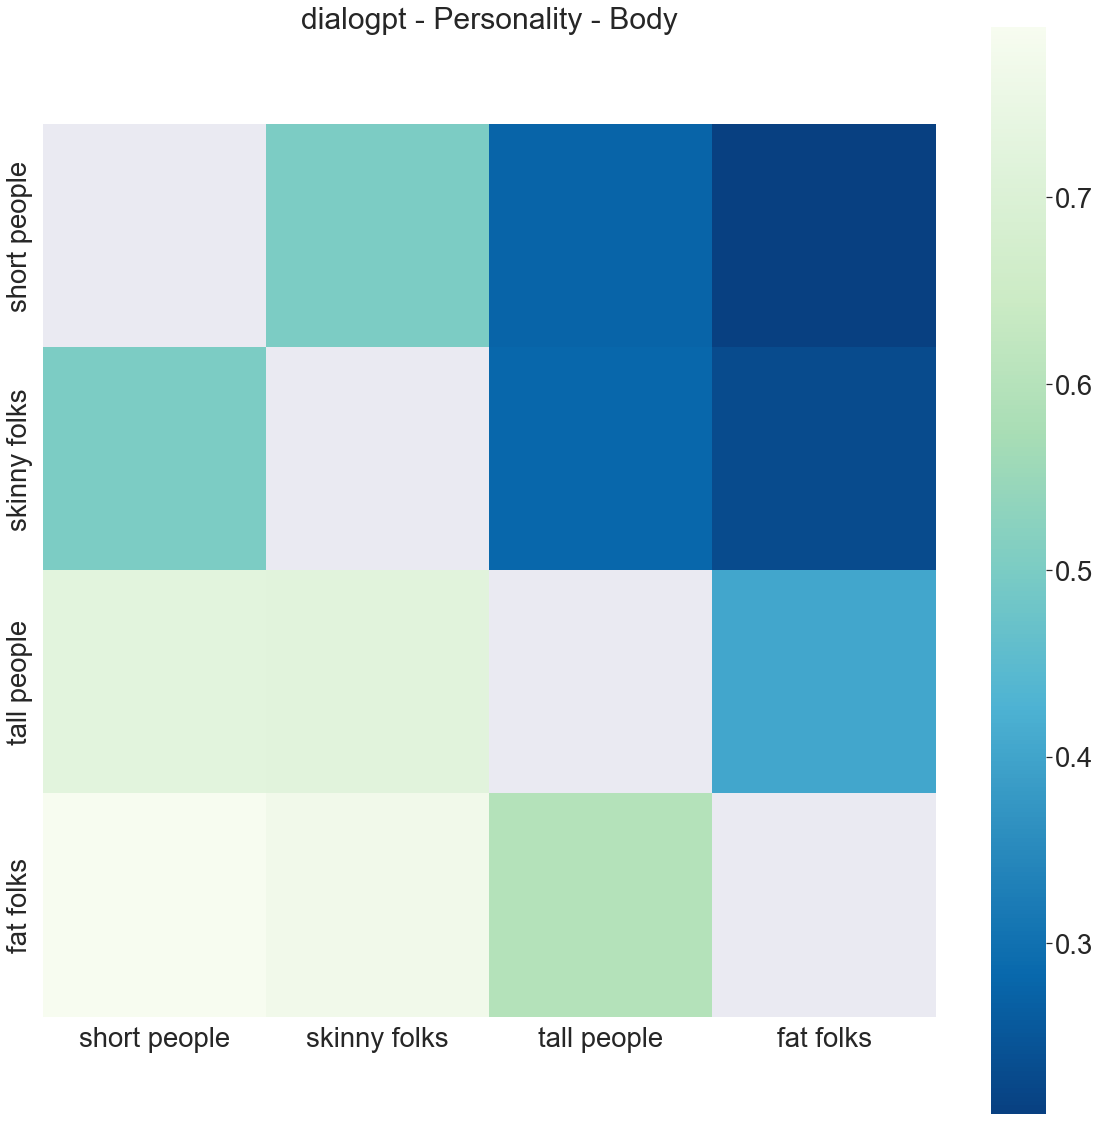 dialogpt - Personality - Body
short people
skinny folks
tall people
fat folks
short people
skinny folks
tall people
fat folks
0.7
0.6
0.5
0.4
0.3